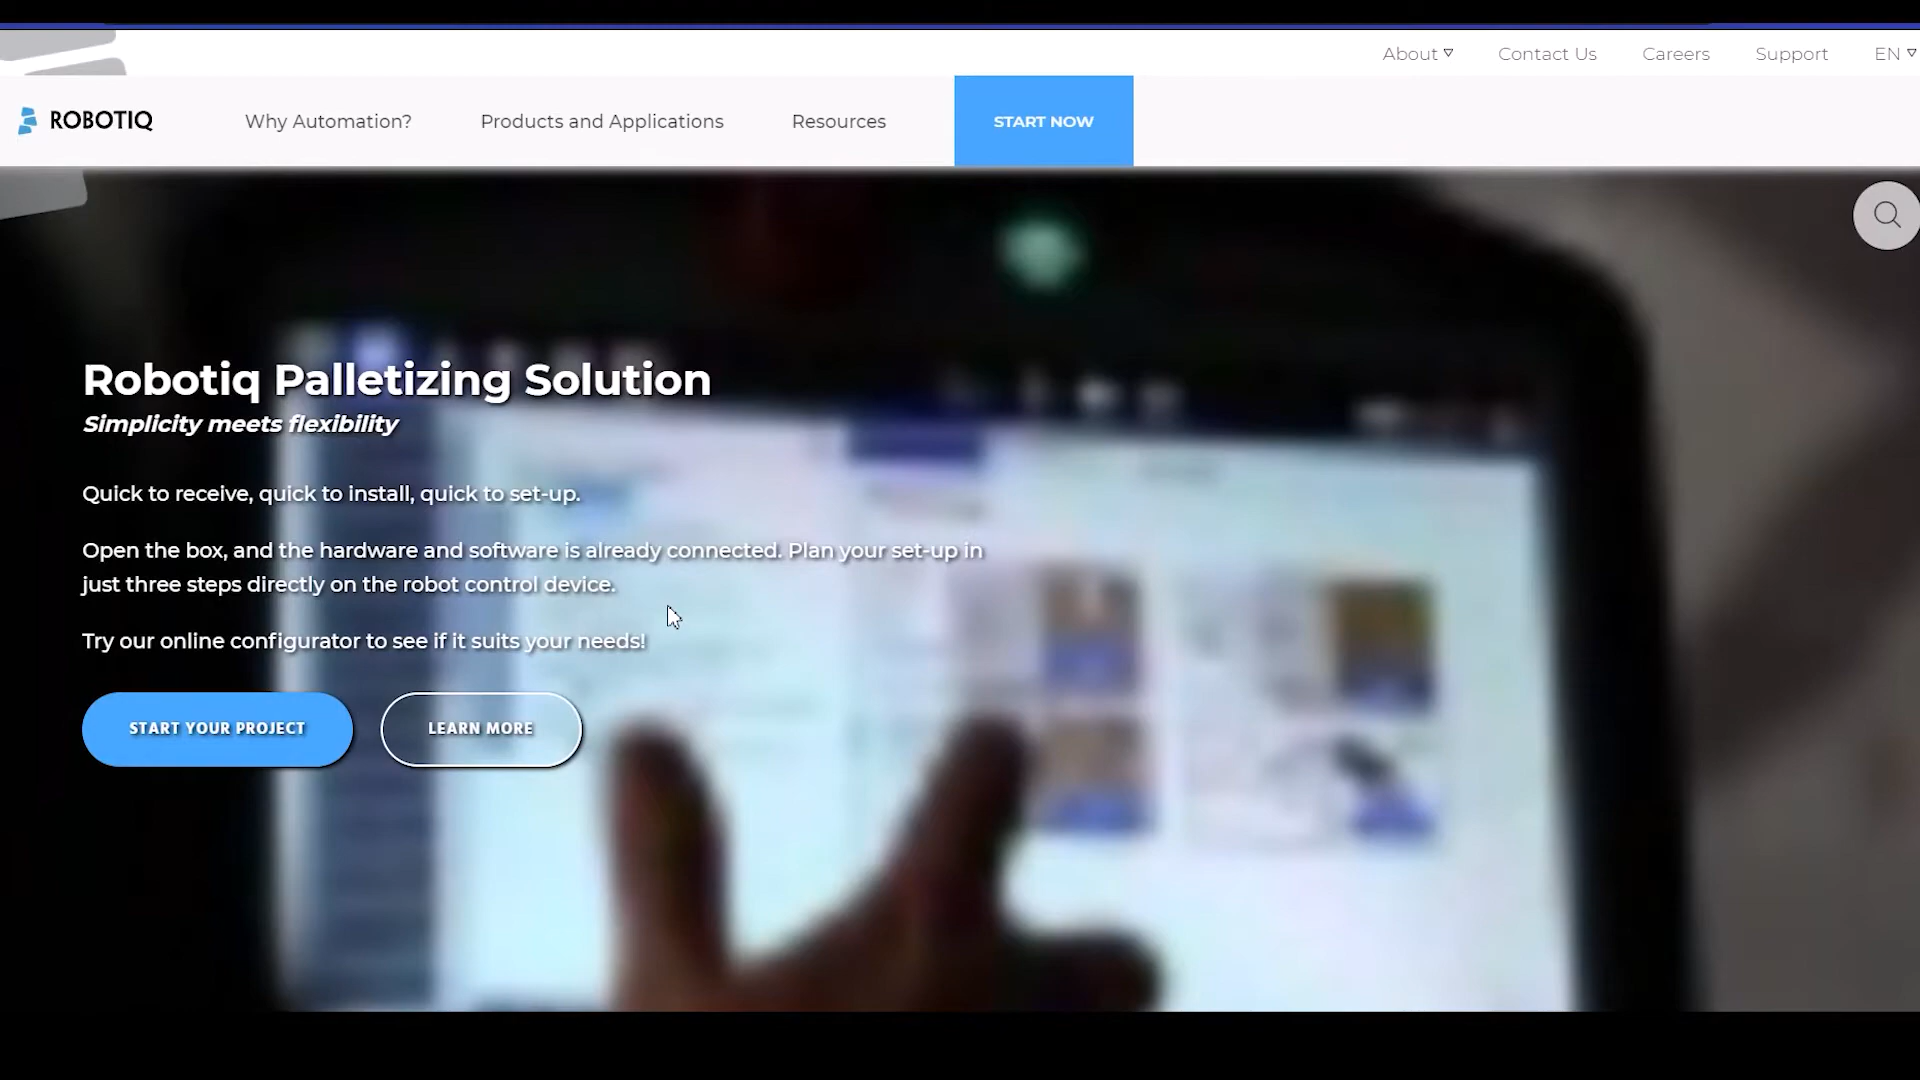 About Contact Us Careers Support EN
ROBOTIQ Why Automation? Products and Applications Resources START NOW
Robotiq Palletizing Solution
Simplicity meets flexibility
Quick to receive, quick to install, quick to set-up.
Open the box, and the hardware and software is already connected. Plan your set-up in
just three steps directly on the robot control device.
Try our online configurator to see if it suits your needs!
START YOUR PROJECT LEARN MORE